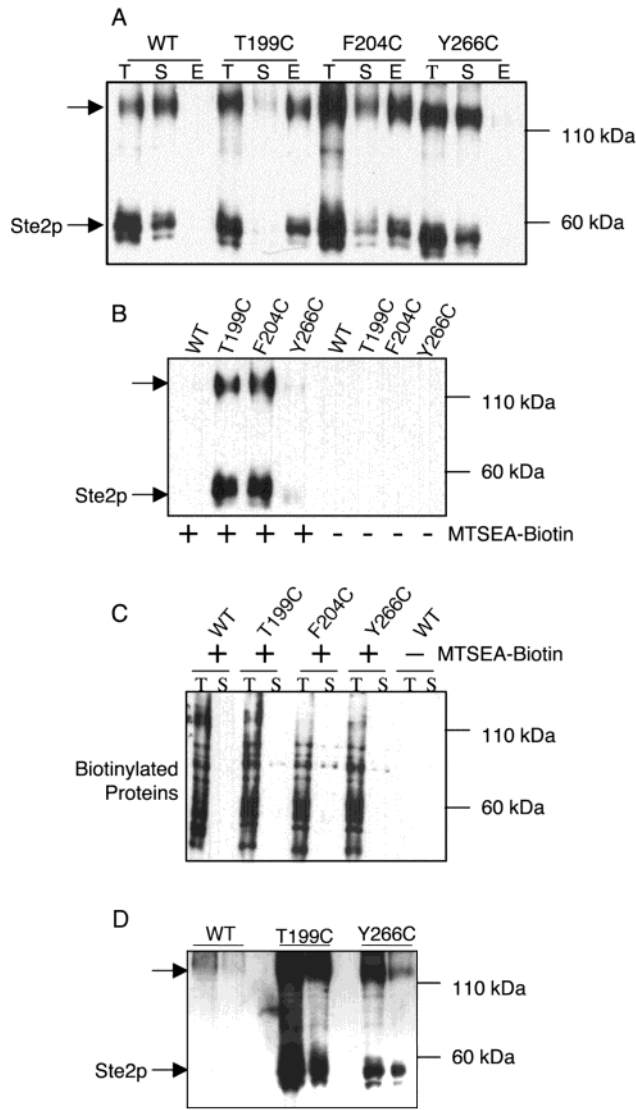 A
WT T199C F204C Y266C
T S E T S E T S E T S E
110 kDa
Ste2p
60 kDa
B
WT T199C F204C Y266C WT T199C F204C Y266C
110 kDa
60 kDa
Ste2p
+ + + + - - - - MTSEA-Biotin
C
WT T199C F204C Y266C WT
+ + + + − MTSEA-Biotin
T S T S T S T S T S
110 kDa
Biotinylated
Proteins
60 kDa
D
WT T199C Y266C
110 kDa
60 kDa
Ste2p